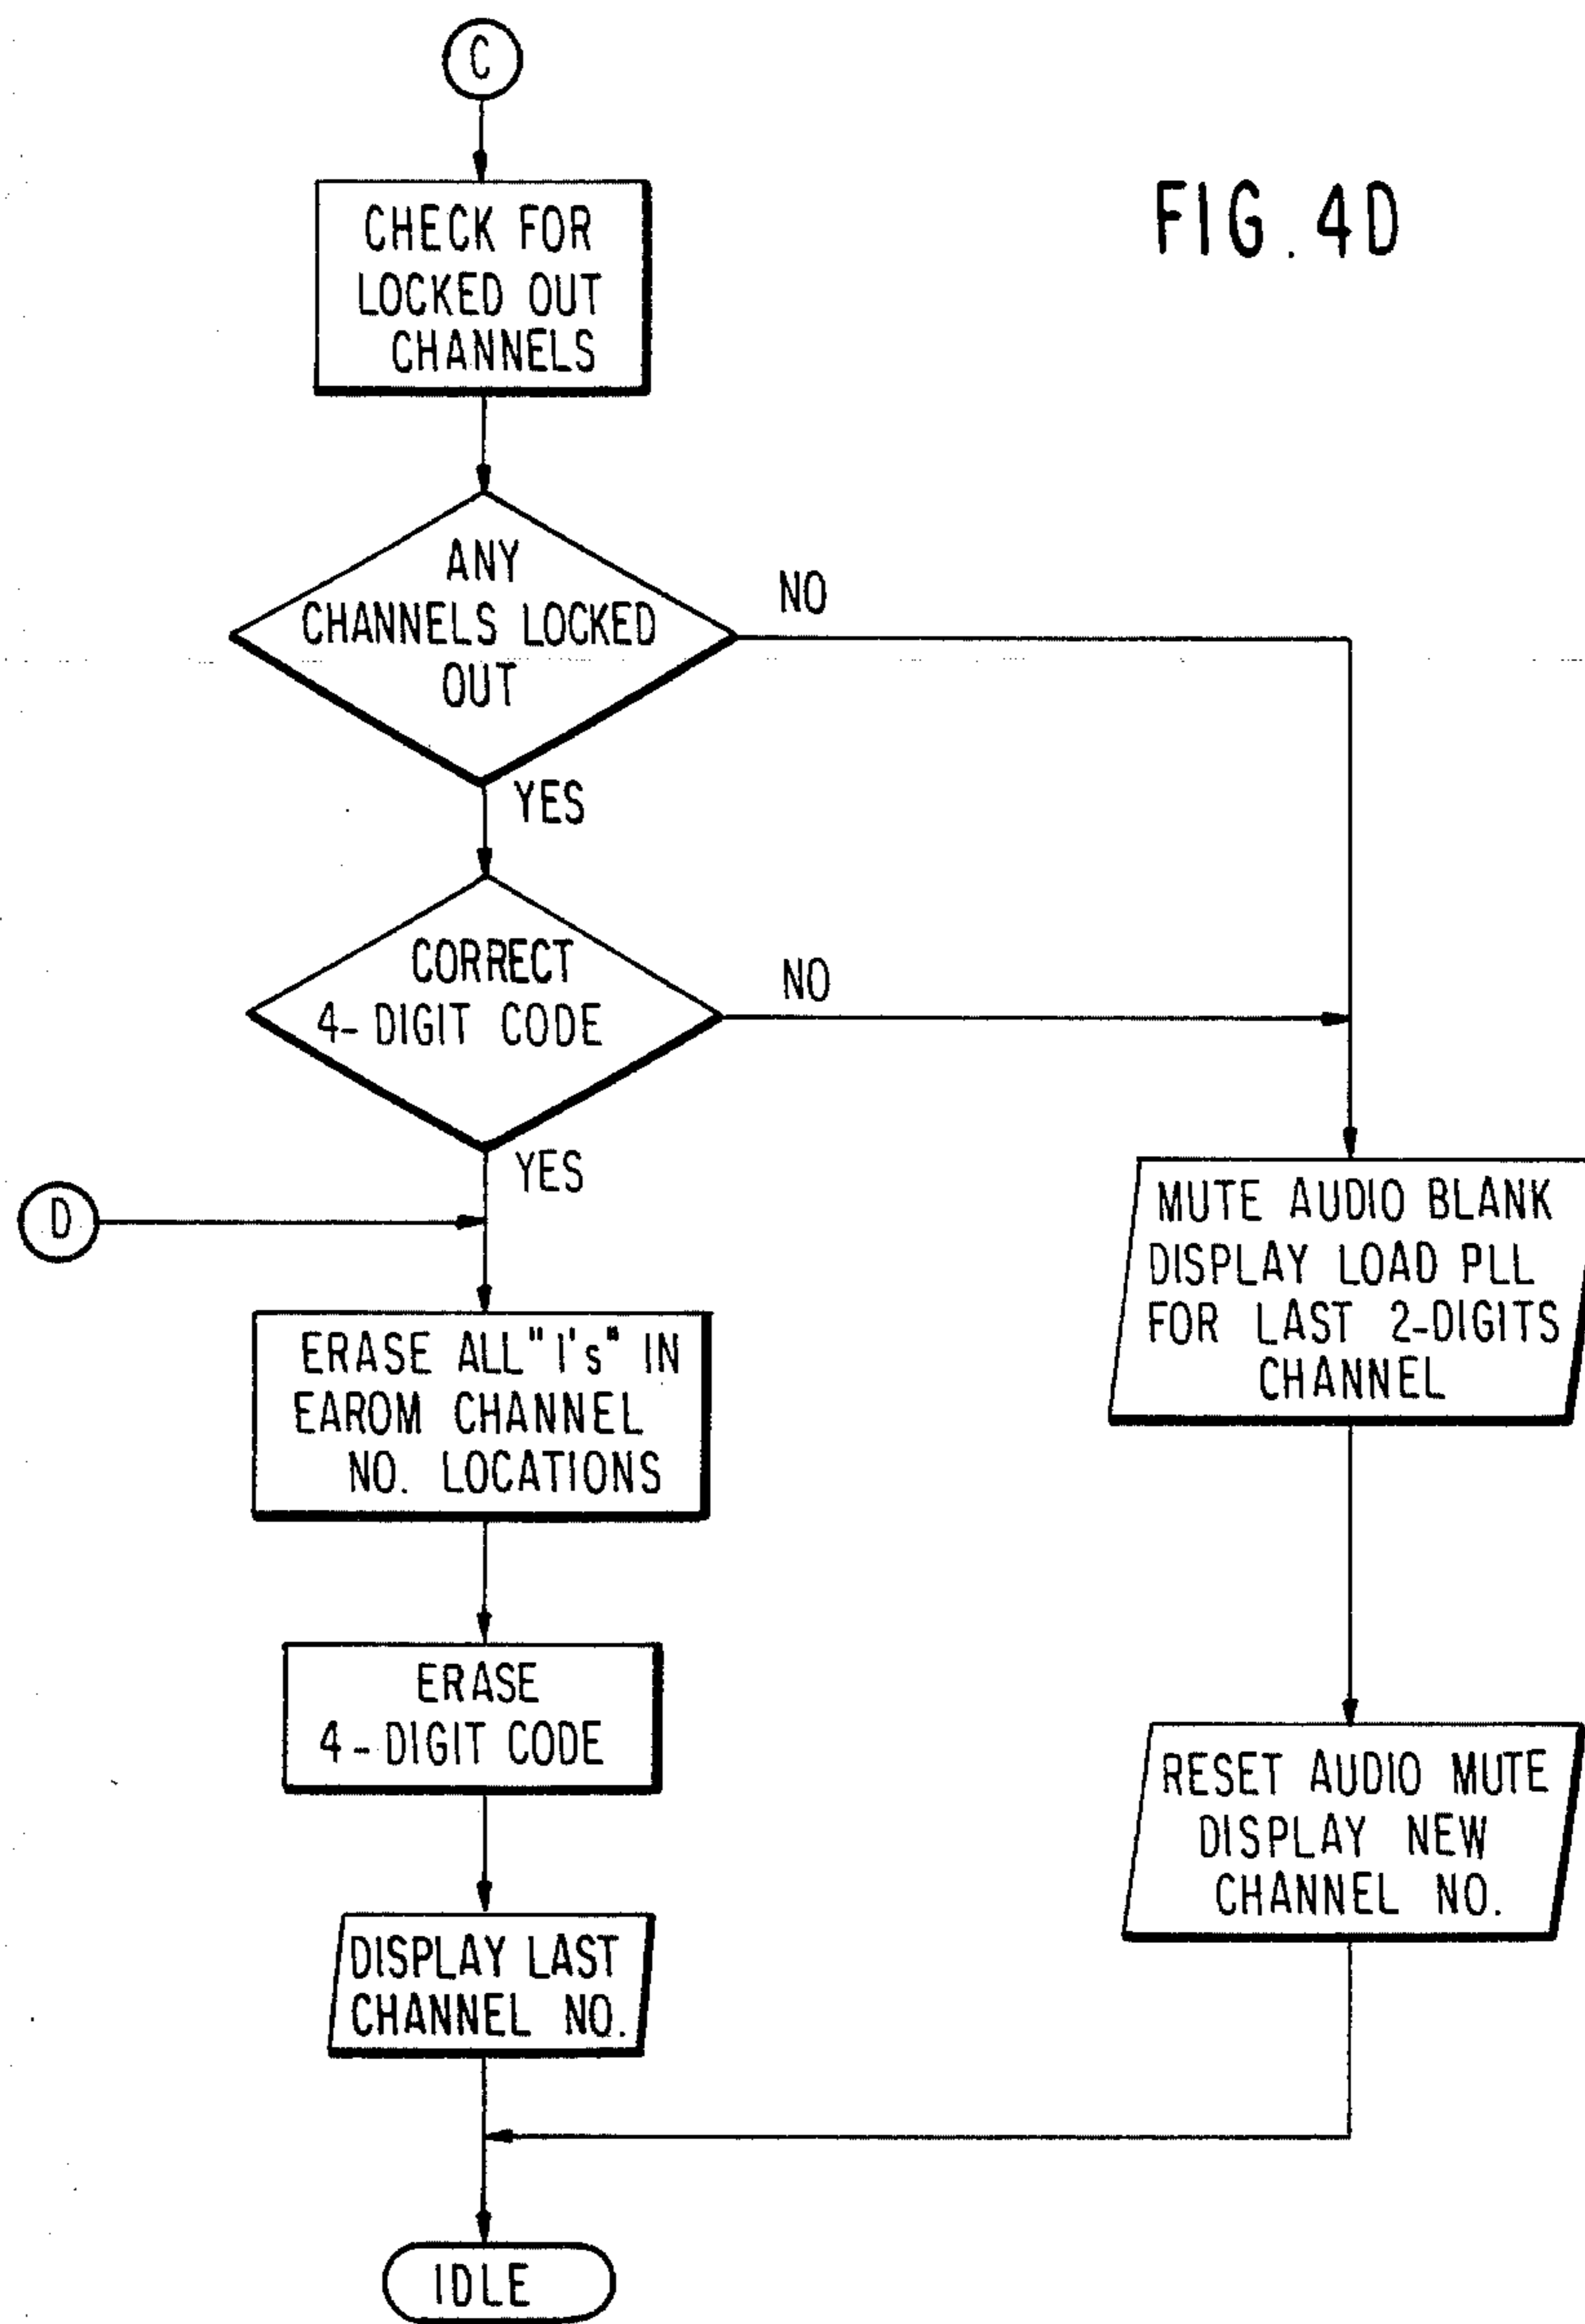 C
FIG. 4D
CHECK FOR
LOCKED OUT
CHANNELS
ANY
CHANNELS LOCKED
OUT
NO
YES
CORRECT
4-DIGIT CODE
NO
YES
D
MUTE AUDIO BLANK
DISPLAY LOAD PLL
FOR LAST 2-DIGITS
CHANNEL
ERASE ALL "1's" IN
EAROM CHANNEL
NO. LOCATIONS
ERASE
4-DIGIT CODE
RESET AUDIO MUTE
DISPLAY NEW
CHANNEL NO.
DISPLAY LAST
CHANNEL NO.
IDLE